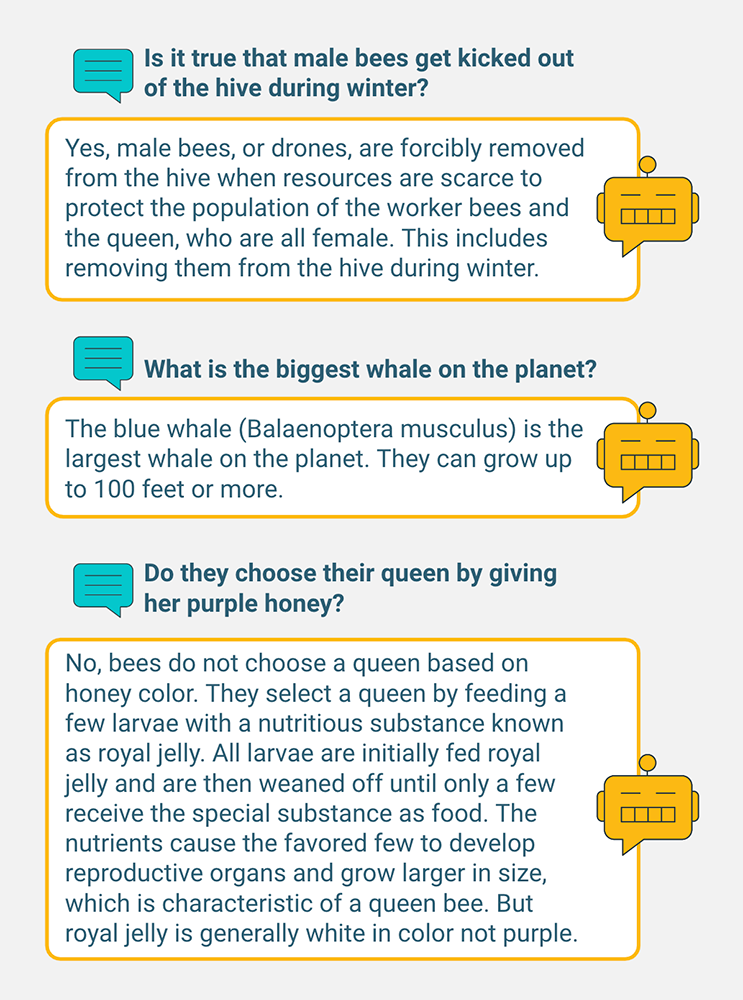 Is it true that male bees get kicked out
of the hive during winter?
Yes, male bees, or drones, are forcibly removed
from the hive when resources are scarce to
protect the population of the worker bees and
the queen, who are all female. This includes
removing them from the hive during winter.
What is the biggest whale on the planet?
The blue whale (Balaenoptera musculus) is the
largest whale on the planet. They can grow up
to 100 feet or more.
Do they choose their queen by giving
her purple honey?
No, bees do not choose a queen based on
honey color. They select a queen by feeding a
few larvae with a nutritious substance known
as royal jelly. All larvae are initially fed royal
jelly and are then weaned off until only a few
receive the special substance as food. The
nutrients cause the favored few to develop
reproductive organs and grow larger in size,
which is characteristic of a queen bee. But
royal jelly is generally white in color not purple.